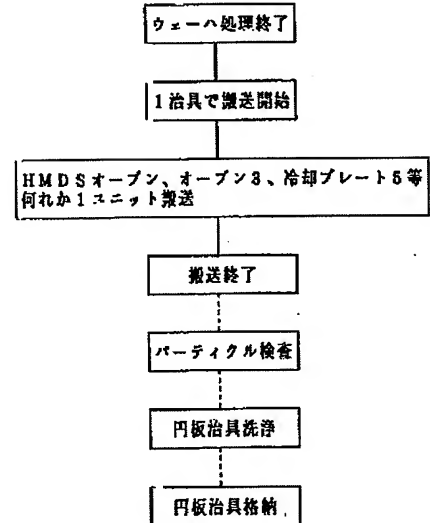 ウェーハ処理終了
1治具で搬送開始
HMDSオーブン、オーブン3、冷却プレート5等
何れか1ユニット搬送
搬送終了
パーティクル検査
円板治具洗浄
円板治具格納